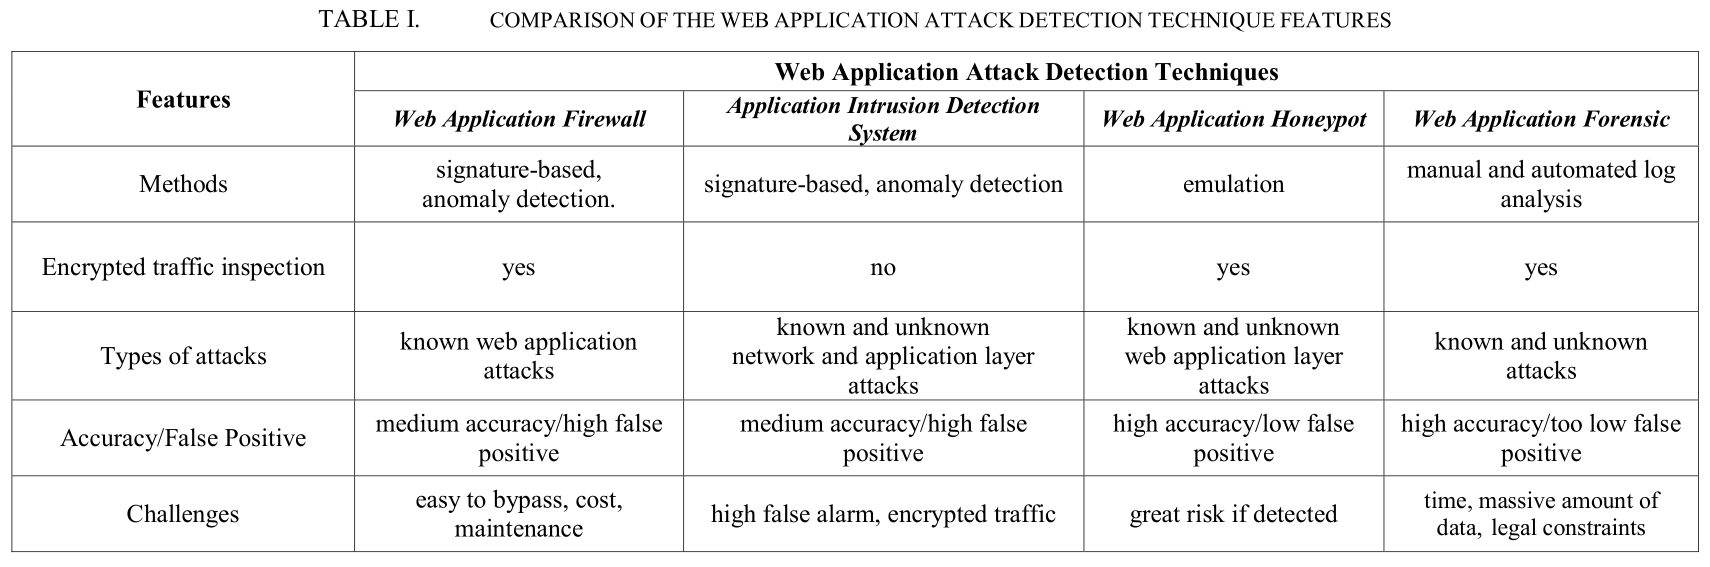 TABLE I. COMPARISON OF THE WEB APPLICATION ATTACK DETECTION TECHNIQUE FEATURES
Features
Web Application Attack Detection Techniques
Web Application Firewall
Application Intrusion Detection
System
Web Application Honeypot
Web Application Forensic
Methods
signature-based,
anomaly detection.
signature-based, anomaly detection
emulation
manual and automated log
analysis
Encrypted traffic inspection
yes
no
yes
yes
Types of attacks
known web application
attacks
known and unknown
network and application layer
attacks
known and unknown
web application layer
attacks
known and unknown
attacks
Accuracy/False Positive
medium accuracy/high false
positive
medium accuracy/high false
positive
high accuracy/low false
positive
high accuracy/too low false
positive
Challenges
easy to bypass, cost,
maintenance
high false alarm, encrypted traffic
great risk if detected
time, massive amount of
data, legal constraints